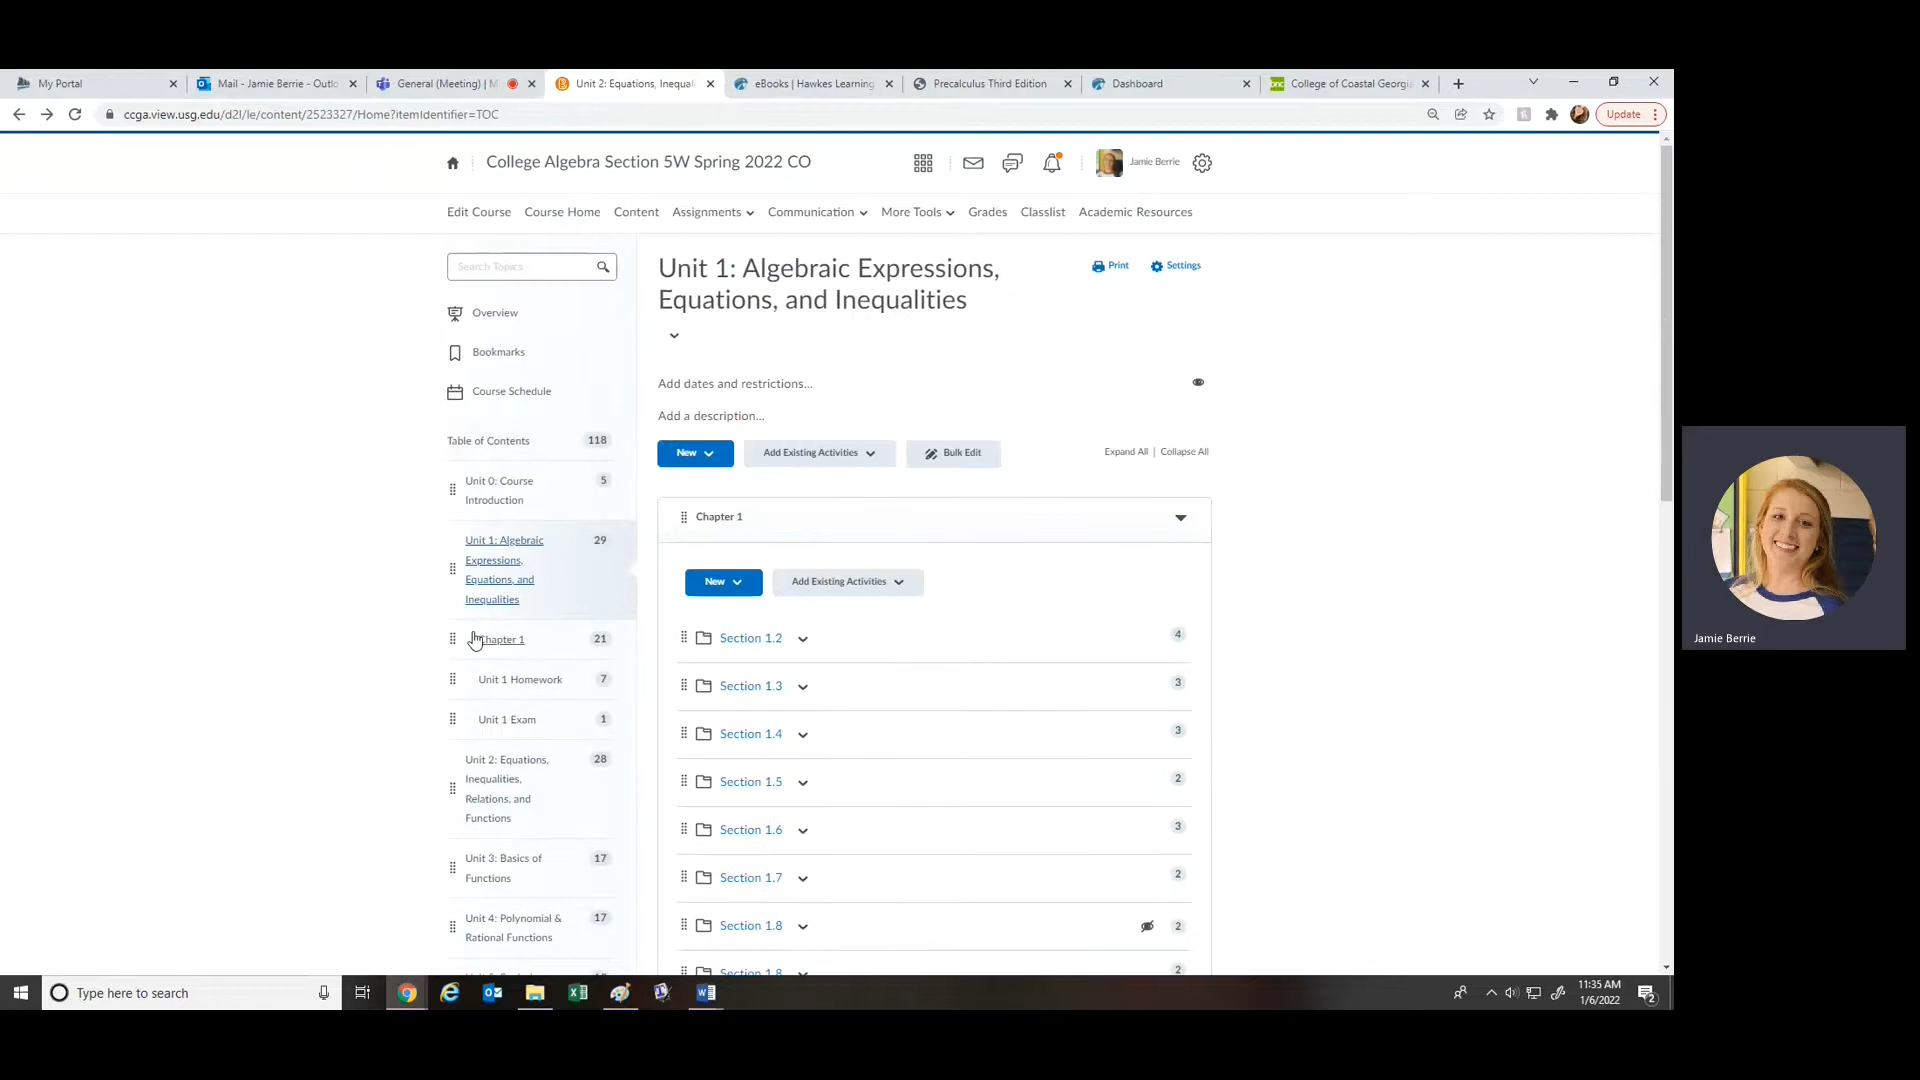 My Portal
Mail - Jamie Berrie - Outlo
General (Meeting) | M
Unit 2: Equations, Inequal
eBooks | Hawkes Learning
Precalculus Third Edition
Dashboard
College of Coastal Georgi
ccga.view.usg.edu/d2l/le/content/2523327/Home?itemIdentifier=TOC
Update
College Algebra Section 5W Spring 2022 CO
Jamie Berrie
Edit Course
Course Home
Content
Assignments
Communication
More Tools
Grades
Classlist
Academic Resources
Search Topics
Overview
Bookmarks
Course Schedule
Table of Contents 118
Unit 0: Course 5
Introduction
Unit 1: Algebraic 29
Expressions,
Equations, and
Inequalities
Chapter 1 21
Unit 1 Homework 7
Unit 1 Exam 1
Unit 2: Equations, 28
Inequalities,
Relations, and
Functions
Unit 3: Basics of 17
Functions
Unit 4: Polynomial & 17
Rational Functions
Unit 1: Algebraic Expressions,
Equations, and Inequalities
Print
Settings
Add dates and restrictions...
Add a description...
New
Add Existing Activities
Bulk Edit
Expand All | Collapse All
Chapter 1
New
Add Existing Activities
Section 1.2 4
Section 1.3 3
Section 1.4 3
Section 1.5 2
Section 1.6 3
Section 1.7 2
Section 1.8 2
Section 1.8 2
Jamie Berrie
Type here to search
11:35 AM
1/6/2022
2